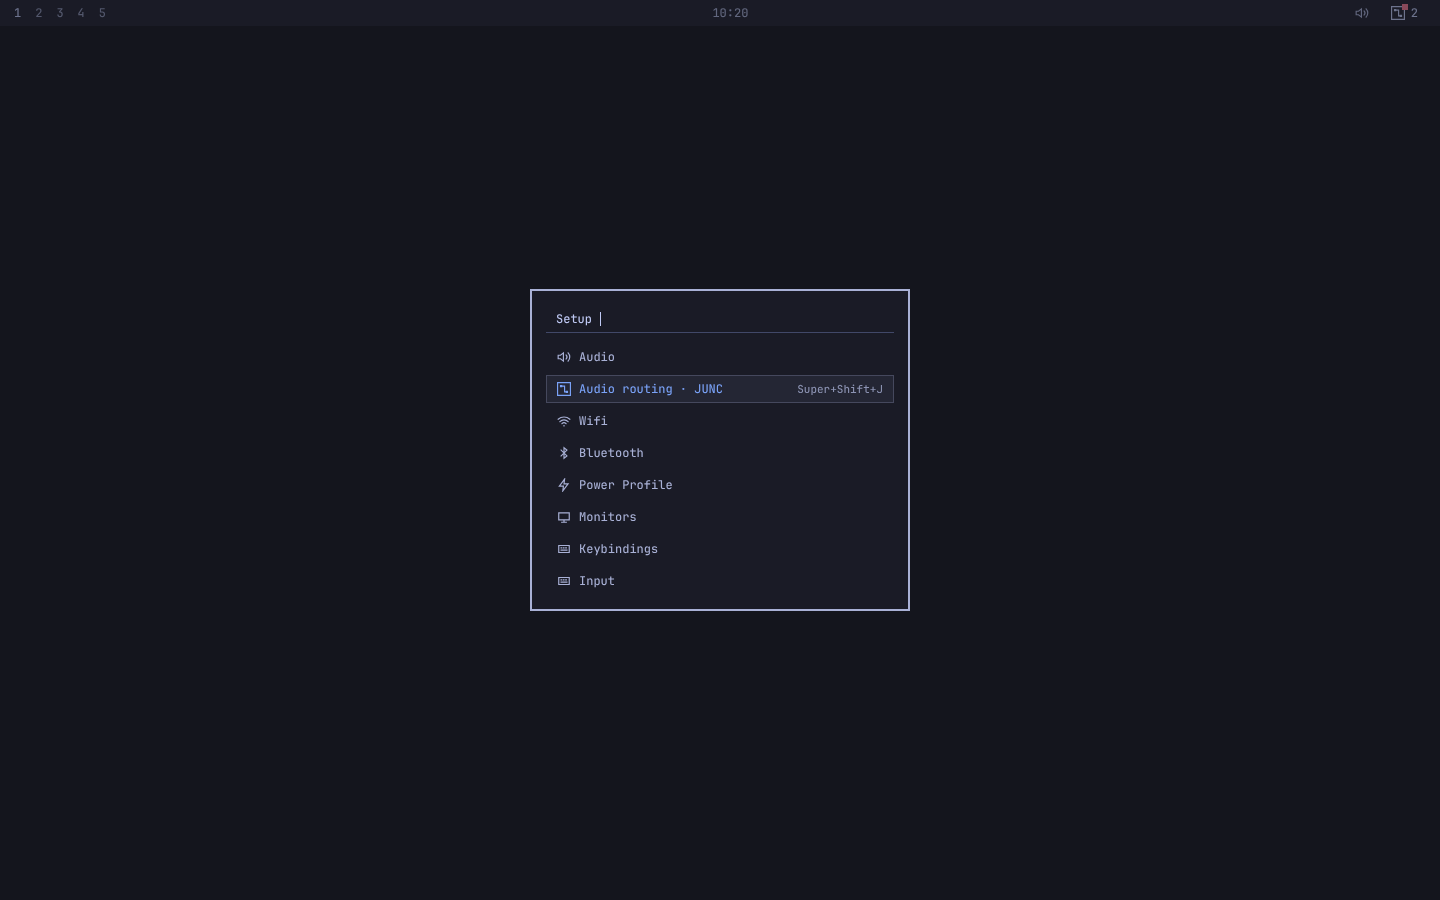 1 2 3 4 5 10:20 2
Setup
Audio
Audio routing · JUNC Super+Shift+J
Wifi
Bluetooth
Power Profile
Monitors
Keybindings
Input